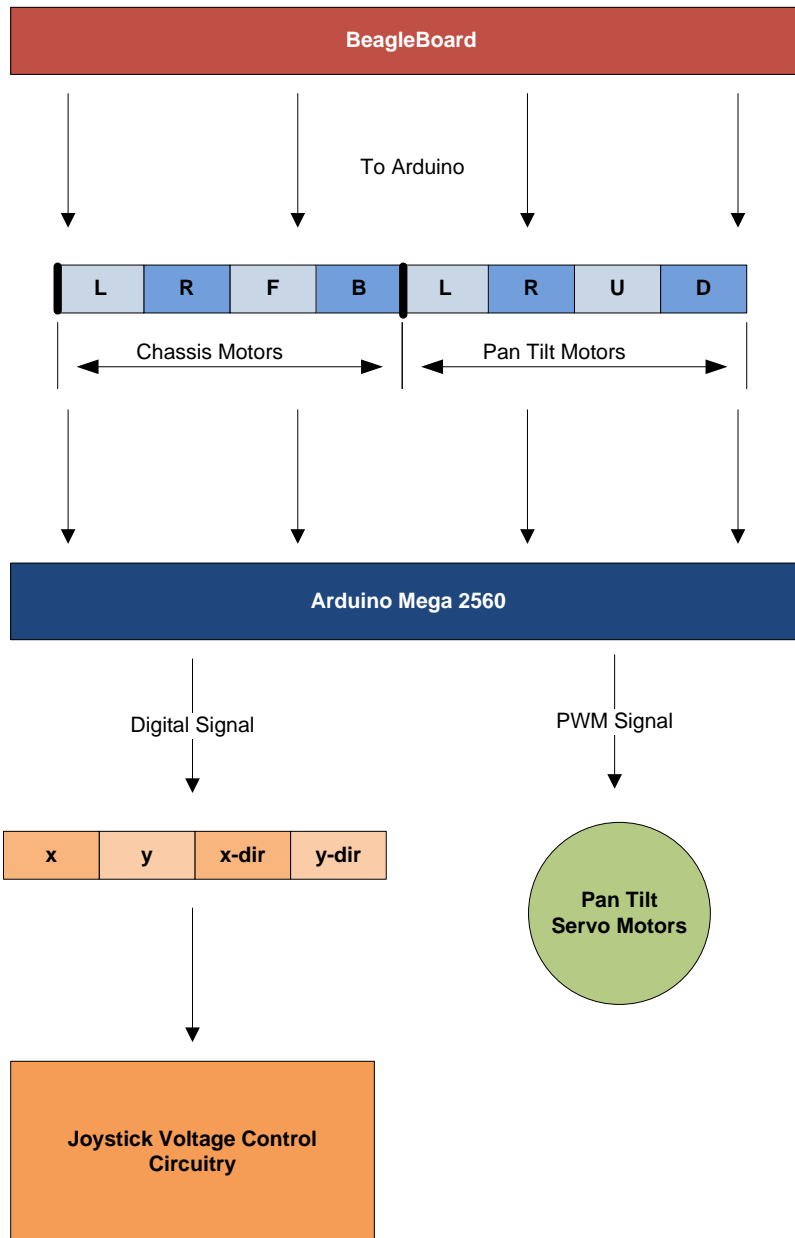 BeagleBoard
To Arduino
L R F B L R U D
Chassis Motors Pan Tilt Motors
Arduino Mega 2560
Digital Signal PWM Signal
x y x-dir y-dir
Pan Tilt
Servo Motors
Joystick Voltage Control
Circuitry